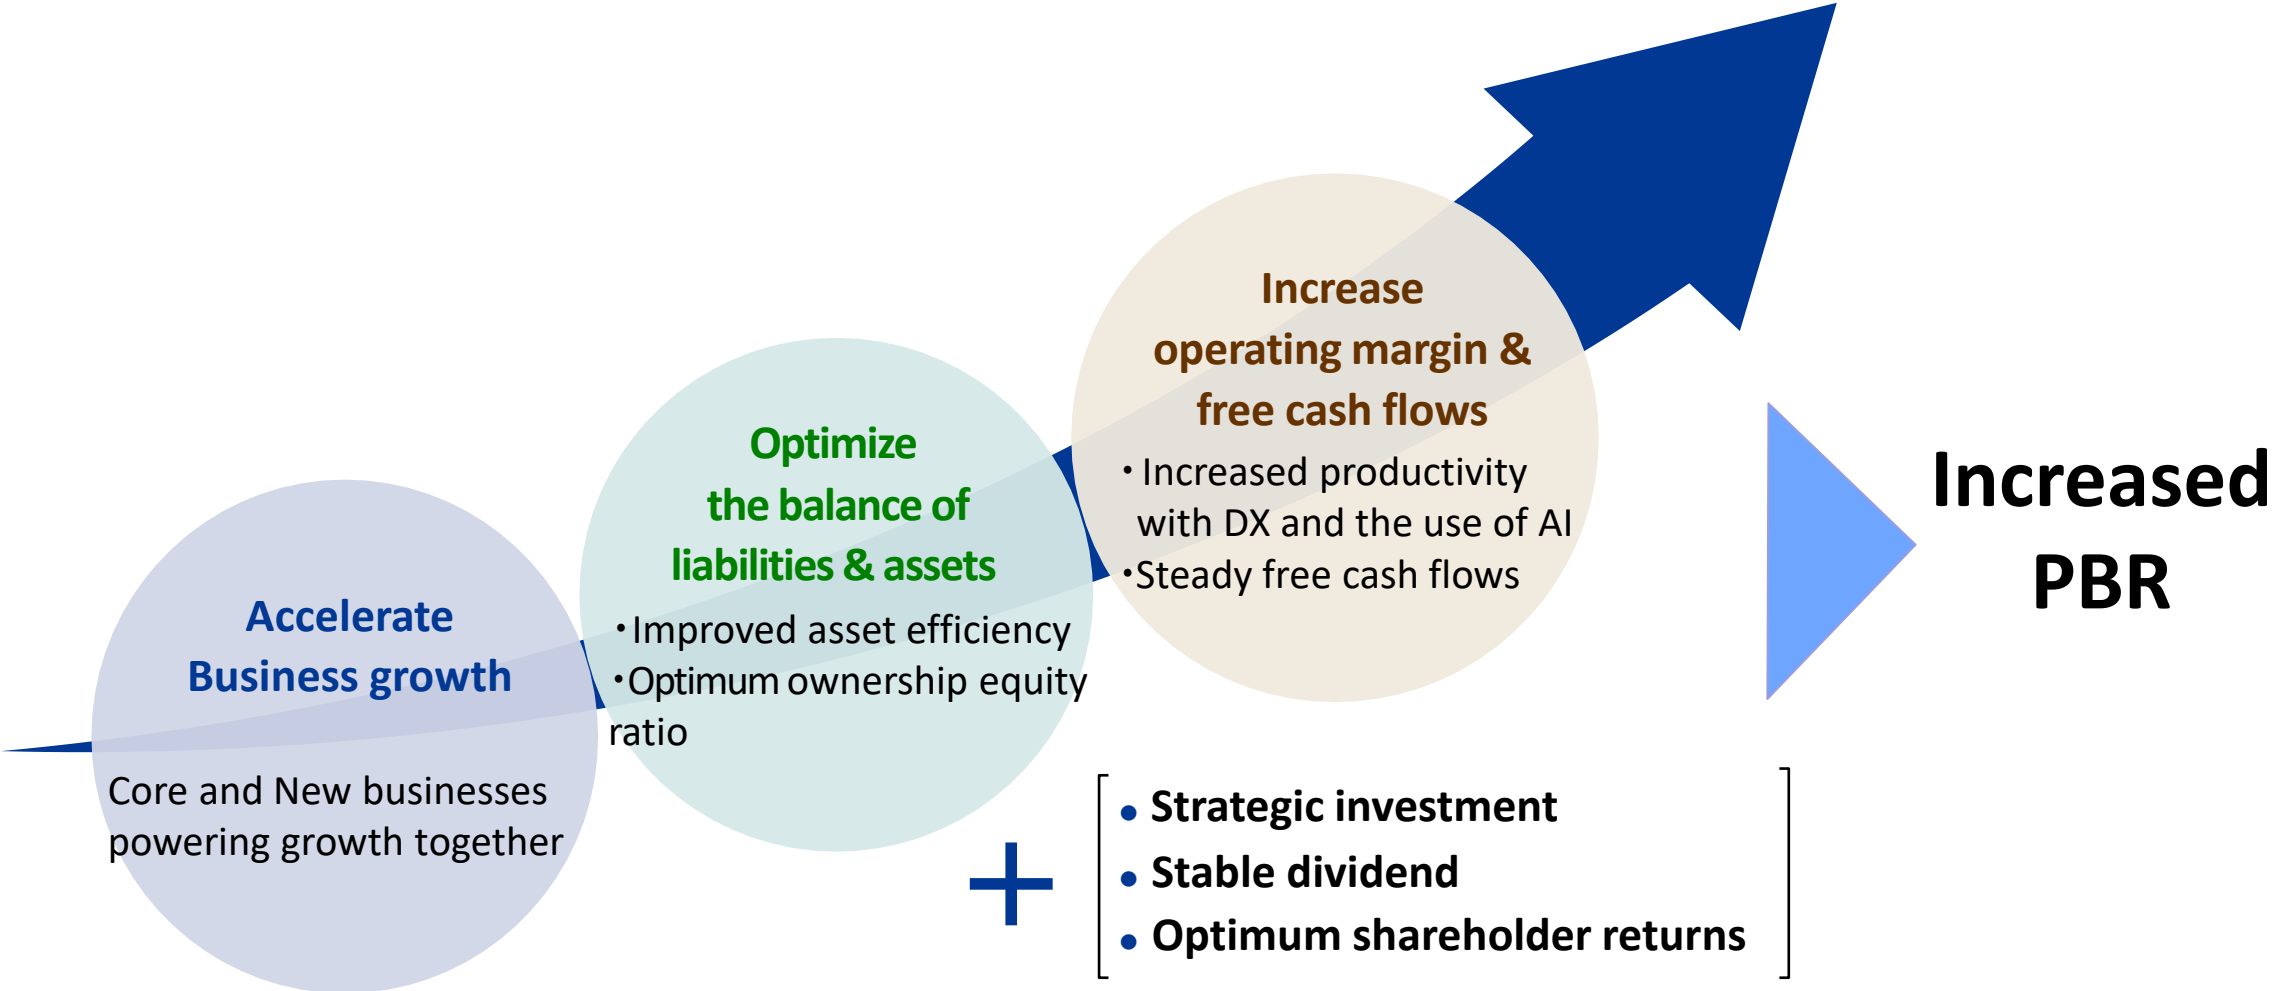 Accelerate
Business growth
Core and New businesses
powering growth together
Optimize
the balance of
liabilities & assets
・Improved asset efficiency
・Optimum ownership equity
ratio
Increase
operating margin &
free cash flows
・Increased productivity
with DX and the use of AI
・Steady free cash flows
+
● Strategic investment
● Stable dividend
● Optimum shareholder returns
Increased
PBR